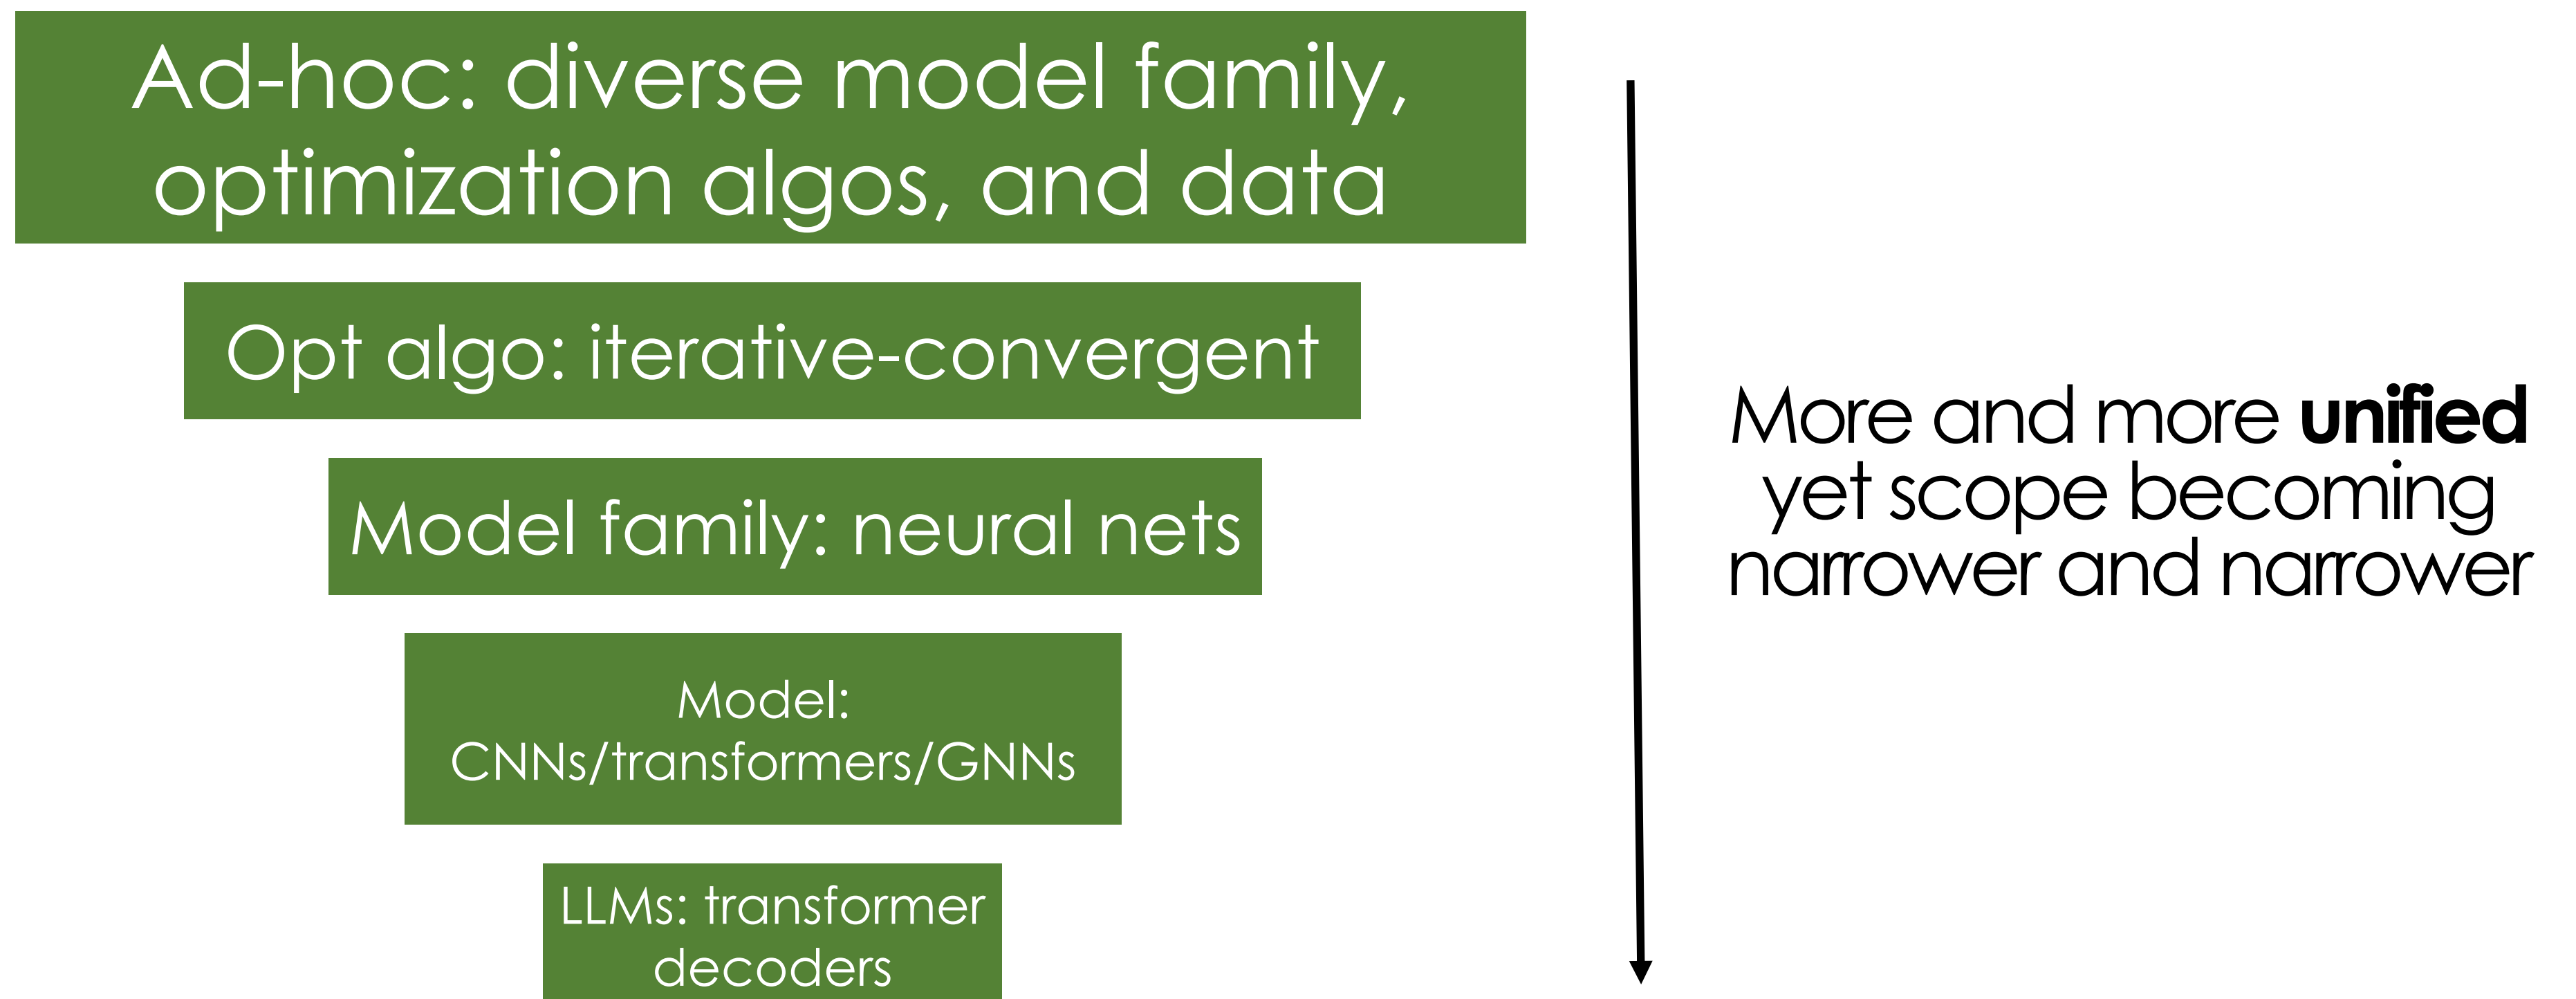 Ad-hoc: diverse model family,
optimization algos, and data
Opt algo: iterative-convergent
Model family: neural nets
Model:
CNNs/transformers/GNNs
LLMs: transformer
decoders
More and more unified
yet scope becoming
narrower and narrower